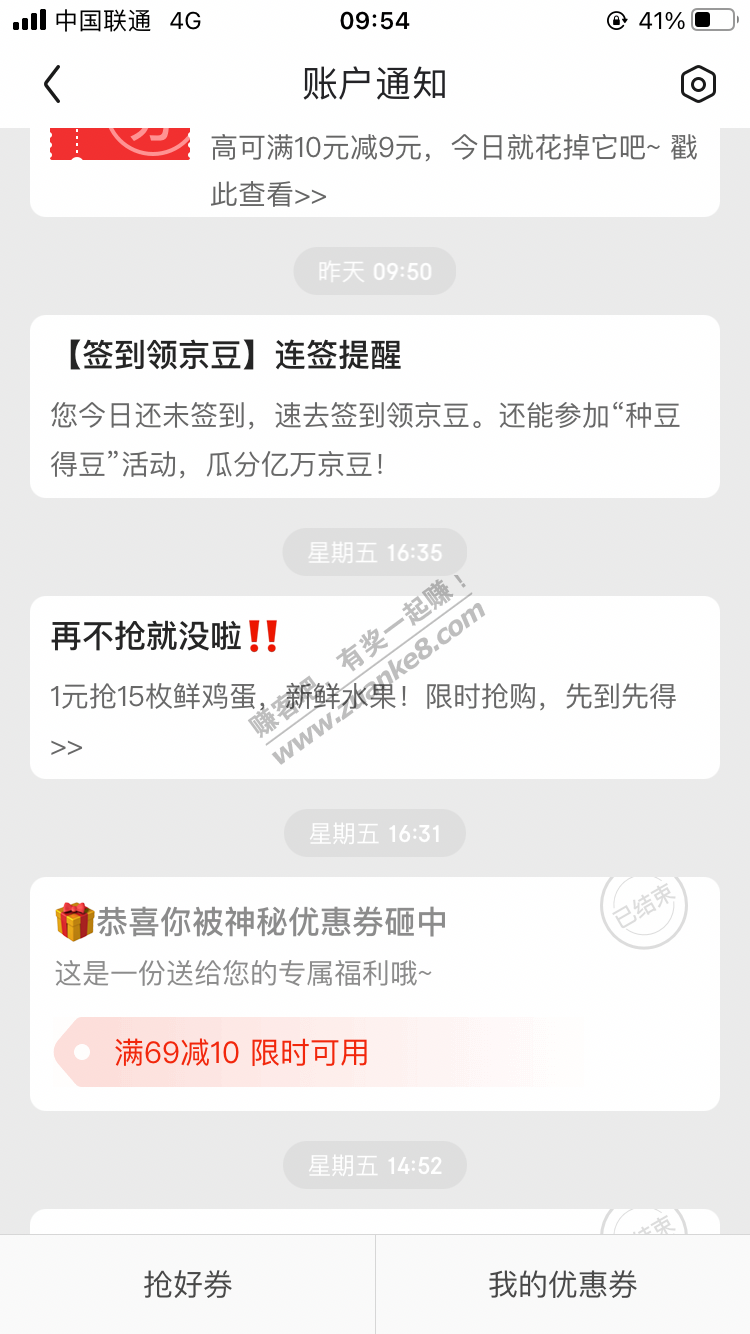 中国联通 4G 09:54 41%
账户通知
券
高可满10元减9元，今日就花掉它吧~ 戳
此查看>>
昨天 09:50
【签到领京豆】连签提醒
您今日还未签到，速去签到领京豆。还能参加“种豆
得豆”活动，瓜分亿万京豆！
星期五 16:35
再不抢就没啦‼️
1元抢15枚鲜鸡蛋，新鲜水果！限时抢购，先到先得
>>
赚客吧，有奖一起赚！
www.zuanke8.com
星期五 16:31
已结束
🎁恭喜你被神秘优惠券砸中
这是一份送给您的专属福利哦~
满69减10 限时可用
星期五 14:52
结束
抢好券
我的优惠券